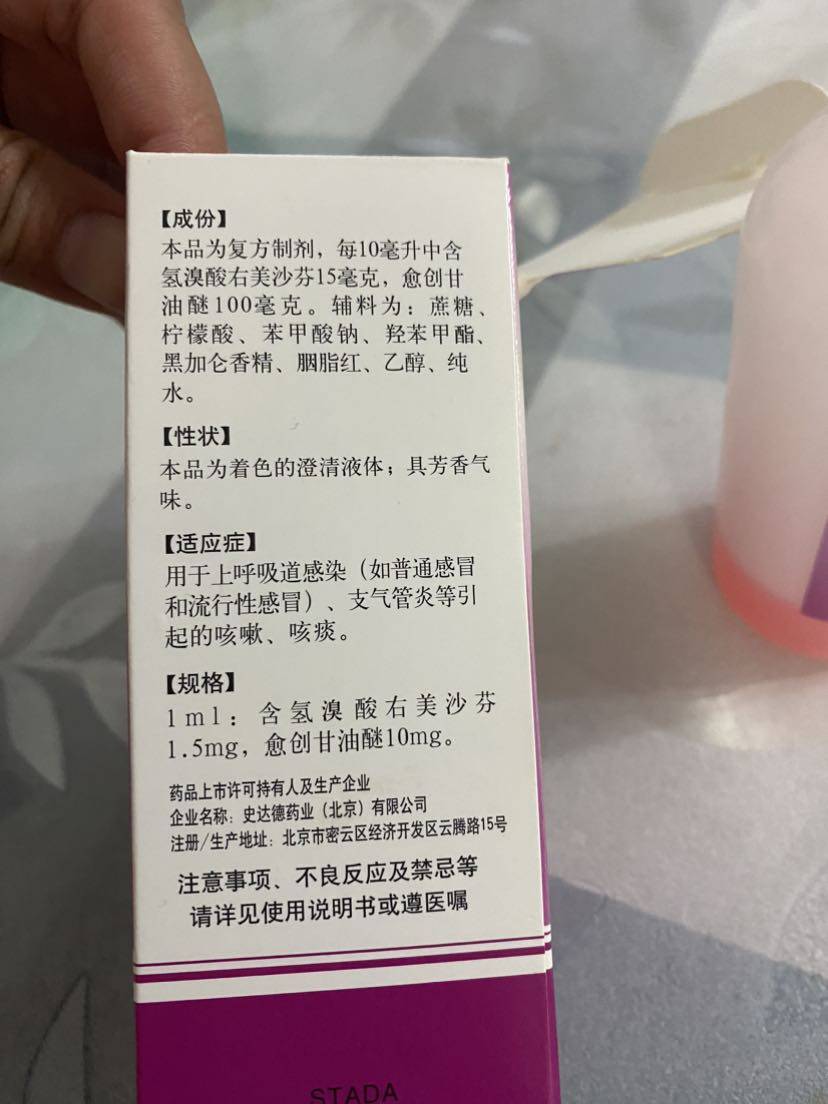 【成份】
本品为复方制剂，每10毫升中含
氢溴酸右美沙芬15毫克，愈创甘
油醚100毫克。辅料为：蔗糖、
柠檬酸、苯甲酸钠、羟苯甲酯、
黑加仑香精、胭脂红、乙醇、纯
水。
【性状】
本品为着色的澄清液体；具芳香气
味。
【适应症】
用于上呼吸道感染（如普通感冒
和流行性感冒）、支气管炎等引
起的咳嗽、咳痰。
【规格】
1ml：含氢溴酸右美沙芬
1.5mg，愈创甘油醚10mg。
药品上市许可持有人及生产企业
企业名称：史达德药业（北京）有限公司
注册/生产地址：北京市密云区经济开发区云腾路15号
注意事项、不良反应及禁忌等
请详见使用说明书或遵医嘱
STADA